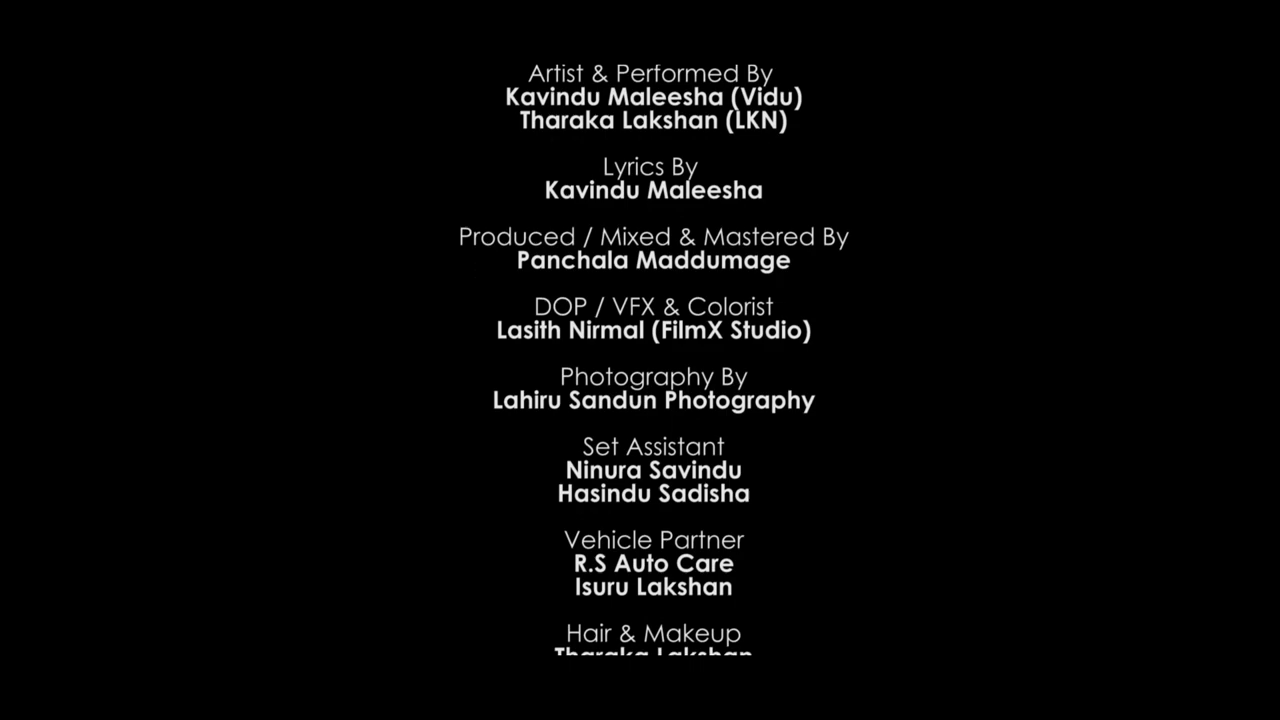 Artist & Performed By
Kavindu Maleesha (Vidu)
Tharaka Lakshan (LKN)
Lyrics By
Kavindu Maleesha
Produced / Mixed & Mastered By
Panchala Maddumage
DOP / VFX & Colorist
Lasith Nirmal (FilmX Studio)
Photography By
Lahiru Sandun Photography
Set Assistant
Ninura Savindu
Hasindu Sadisha
Vehicle Partner
R.S Auto Care
Isuru Lakshan
Hair & Makeup
Tharaka Lakshan